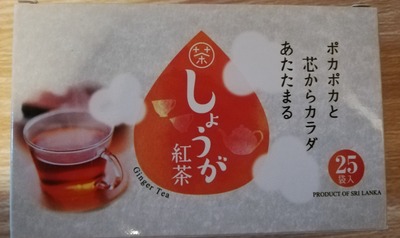 ポカポカと
芯からカラダ
あたたまる
茶
しょうが
紅茶
Ginger Tea
25
袋入
PRODUCT OF SRI LANKA